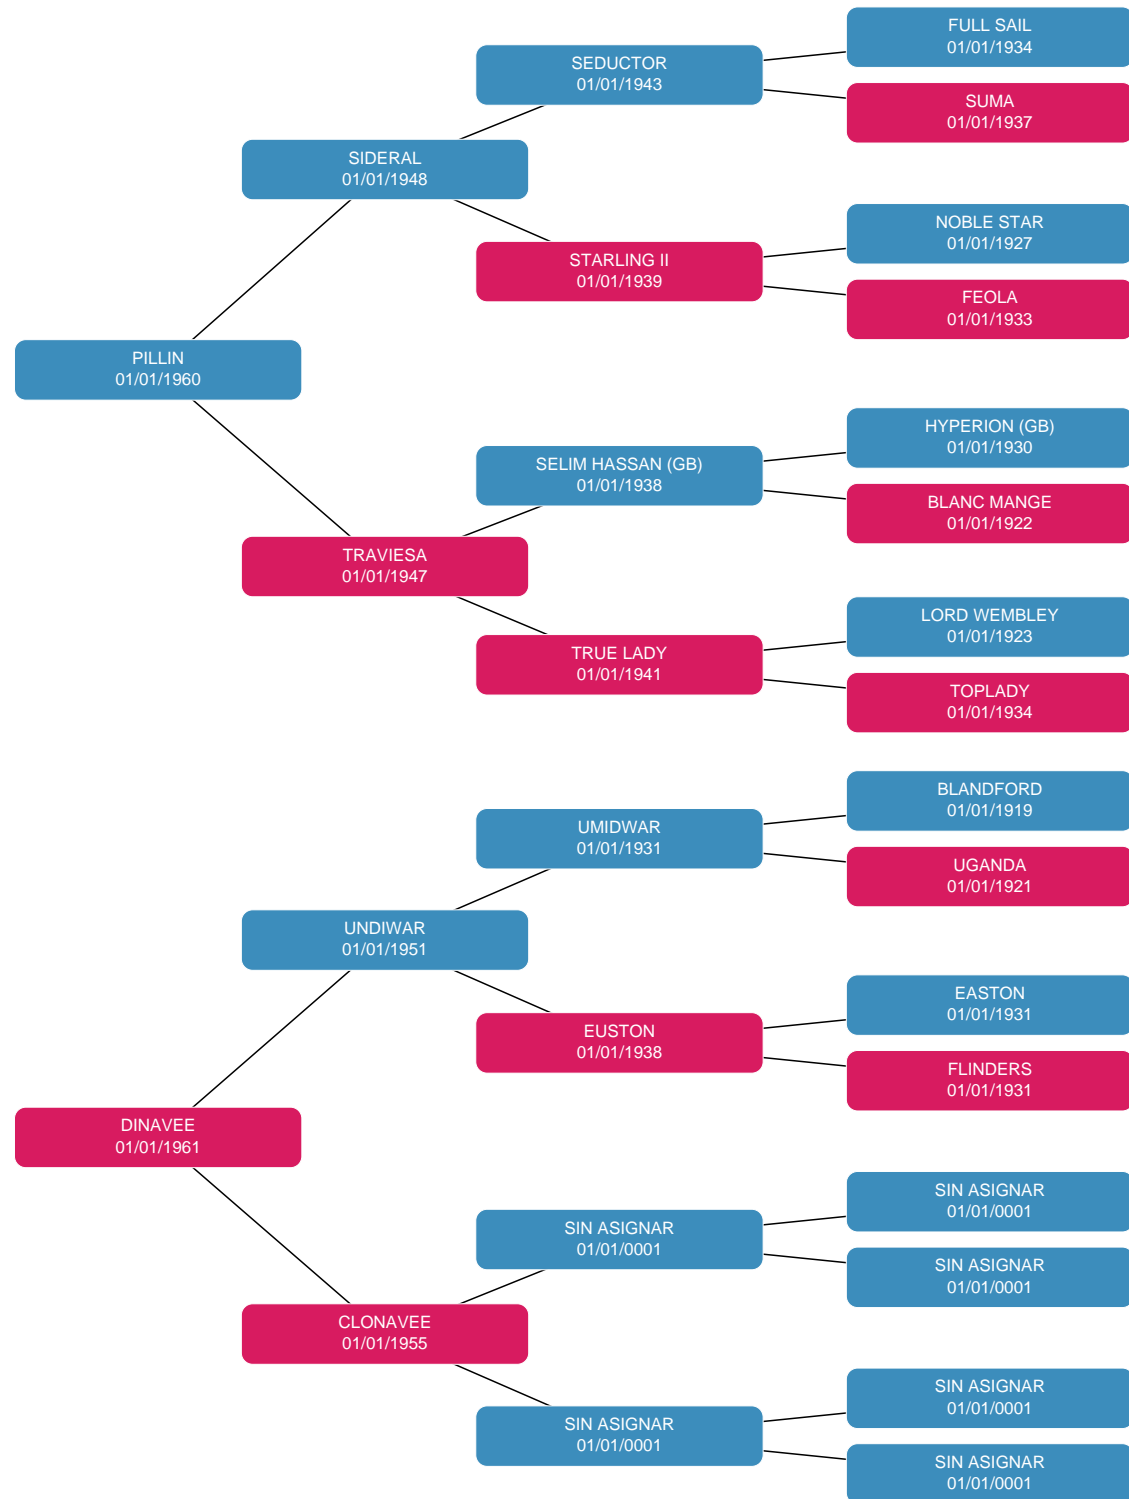 FULL SAIL
01/01/1934
SEDUCTOR
01/01/1943
SUMA
01/01/1937
SIDERAL
01/01/1948
NOBLE STAR
01/01/1927
STARLING II
01/01/1939
FEOLA
01/01/1933
PILLIN
01/01/1960
HYPERION (GB)
01/01/1930
SELIM HASSAN (GB)
01/01/1938
BLANC MANGE
01/01/1922
TRAVIESA
01/01/1947
LORD WEMBLEY
01/01/1923
TRUE LADY
01/01/1941
TOPLADY
01/01/1934
BLANDFORD
01/01/1919
UMIDWAR
01/01/1931
UGANDA
01/01/1921
UNDIWAR
01/01/1951
EASTON
01/01/1931
EUSTON
01/01/1938
FLINDERS
01/01/1931
DINAVEE
01/01/1961
SIN ASIGNAR
01/01/0001
SIN ASIGNAR
01/01/0001
SIN ASIGNAR
01/01/0001
CLONAVEE
01/01/1955
SIN ASIGNAR
01/01/0001
SIN ASIGNAR
01/01/0001
SIN ASIGNAR
01/01/0001